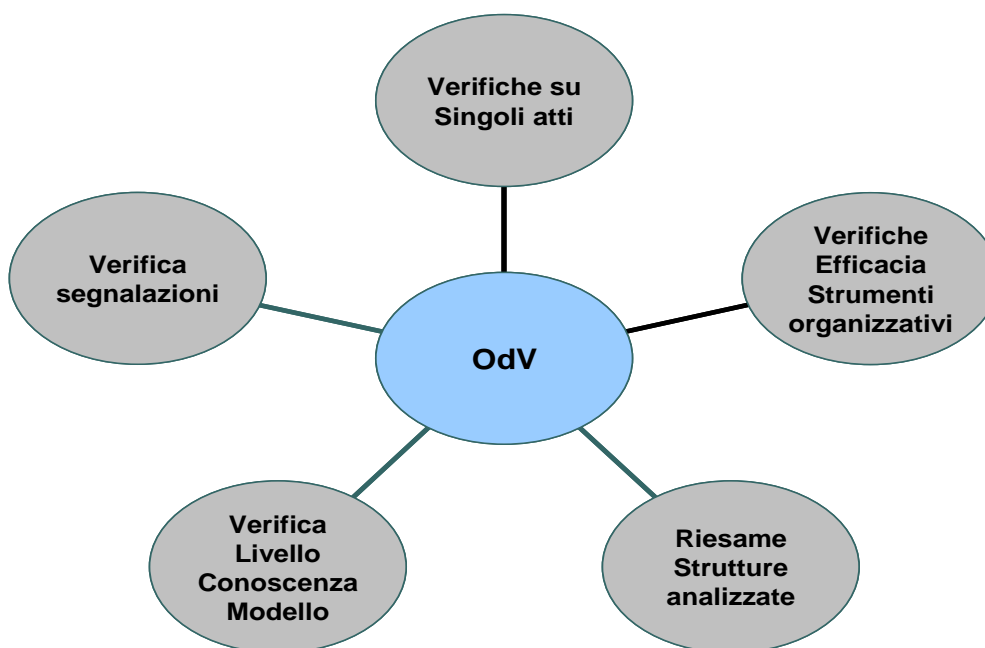 Verifiche su
Singoli atti
Verifica
segnalazioni
Verifiche
Efficacia
Strumenti
organizzativi
OdV
Verifica
Livello
Conoscenza
Modello
Riesame
Strutture
analizzate